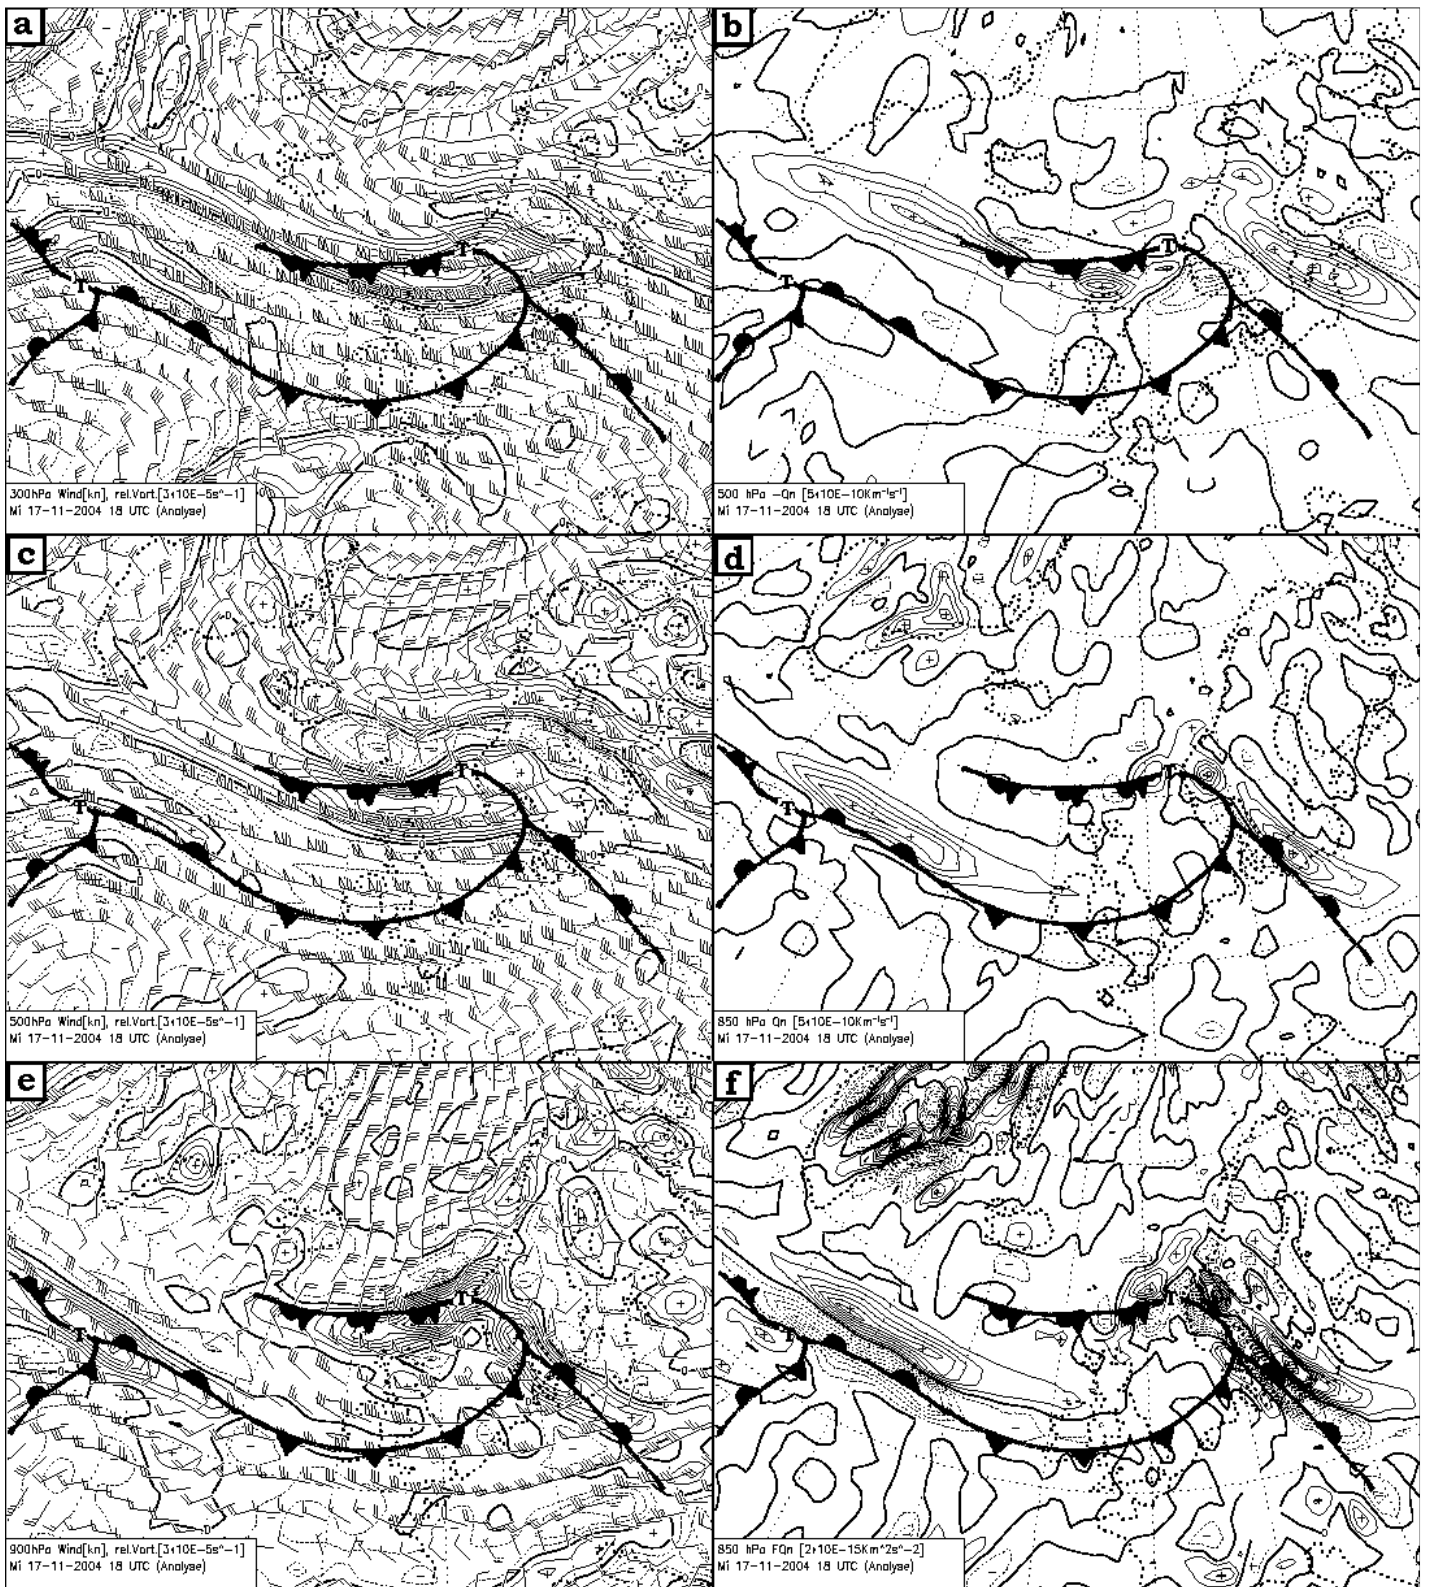 a
T
T
300hPa Wind[kn], rel.Vort.[3*10E-5s^-1]
Mi 17-11-2004 18 UTC (Analyse)
b
T
T
500 hPa -Qn [5*10E-10Km⁻¹s⁻¹]
Mi 17-11-2004 18 UTC (Analyse)
c
T
T
500hPa Wind[kn], rel.Vort.[3*10E-5s^-1]
Mi 17-11-2004 18 UTC (Analyse)
d
T
T
850 hPa Qn [5*10E-10Km⁻¹s⁻¹]
Mi 17-11-2004 18 UTC (Analyse)
e
T
T
900hPa Wind[kn], rel.Vort.[3*10E-5s^-1]
Mi 17-11-2004 18 UTC (Analyse)
f
T
T
850 hPa FQn [2*10E-15Km^2s^-2]
Mi 17-11-2004 18 UTC (Analyse)